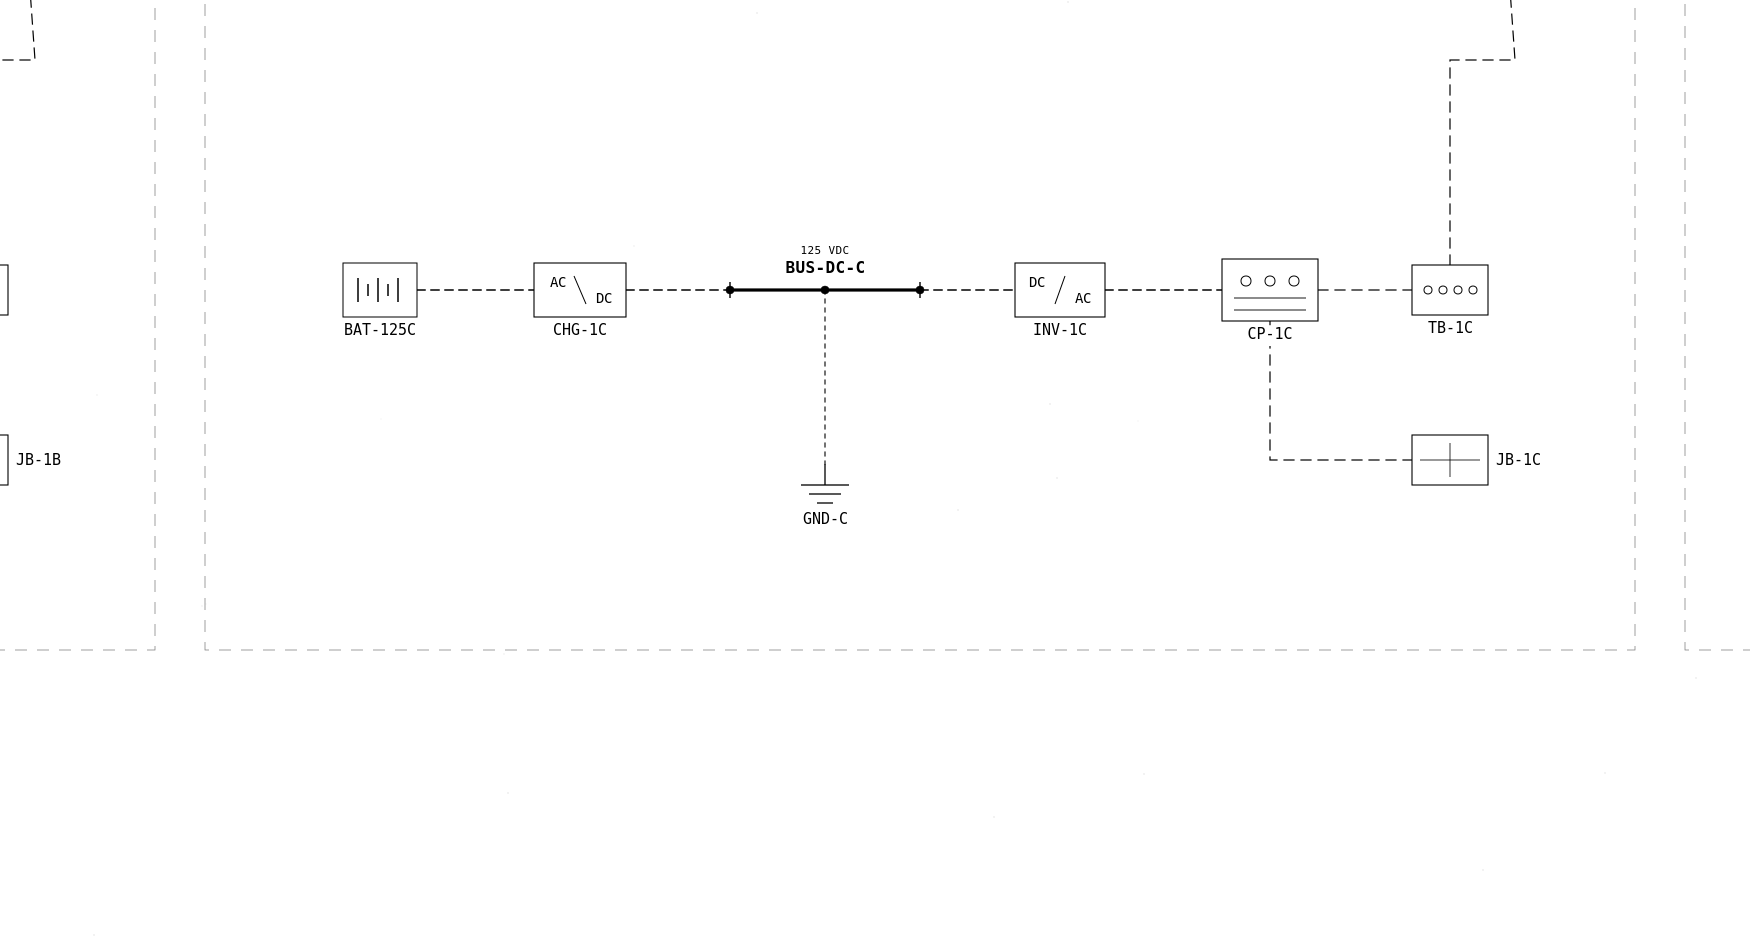 125 VDC
BUS-DC-C
AC
DC
DC
AC
BAT-125C
CHG-1C
INV-1C
CP-1C
TB-1C
JB-1B
JB-1C
GND-C